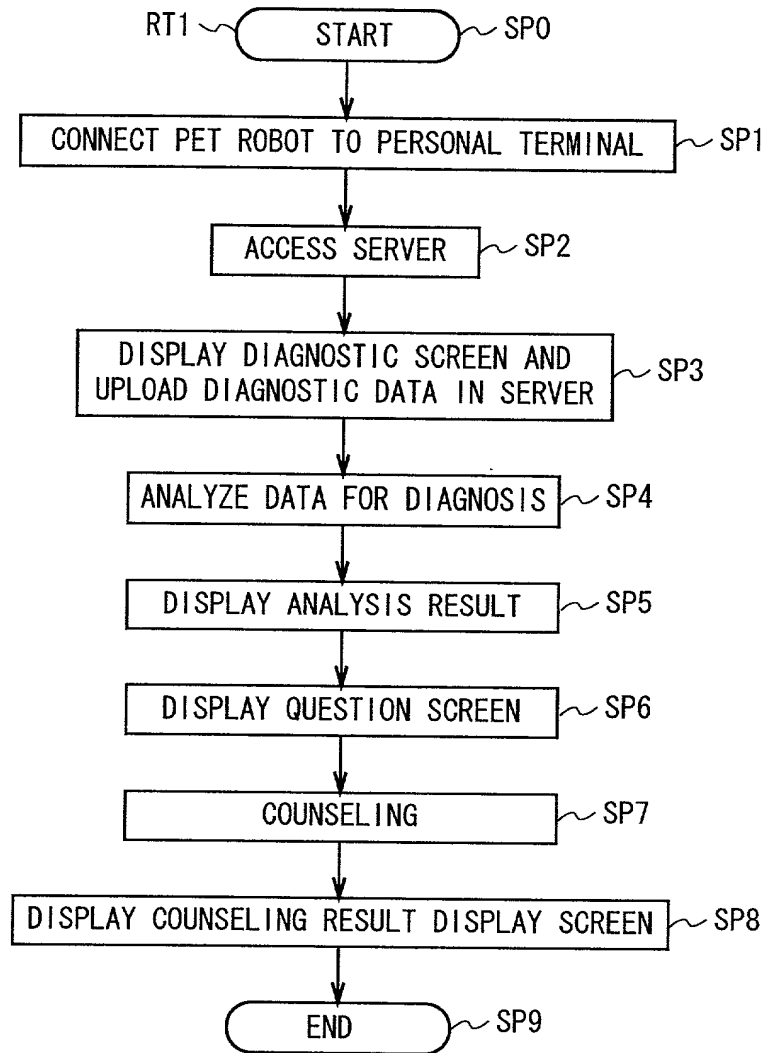 RT1 START SP0
CONNECT PET ROBOT TO PERSONAL TERMINAL SP1
ACCESS SERVER SP2
DISPLAY DIAGNOSTIC SCREEN AND
UPLOAD DIAGNOSTIC DATA IN SERVER SP3
ANALYZE DATA FOR DIAGNOSIS SP4
DISPLAY ANALYSIS RESULT SP5
DISPLAY QUESTION SCREEN SP6
COUNSELING SP7
DISPLAY COUNSELING RESULT DISPLAY SCREEN SP8
END SP9